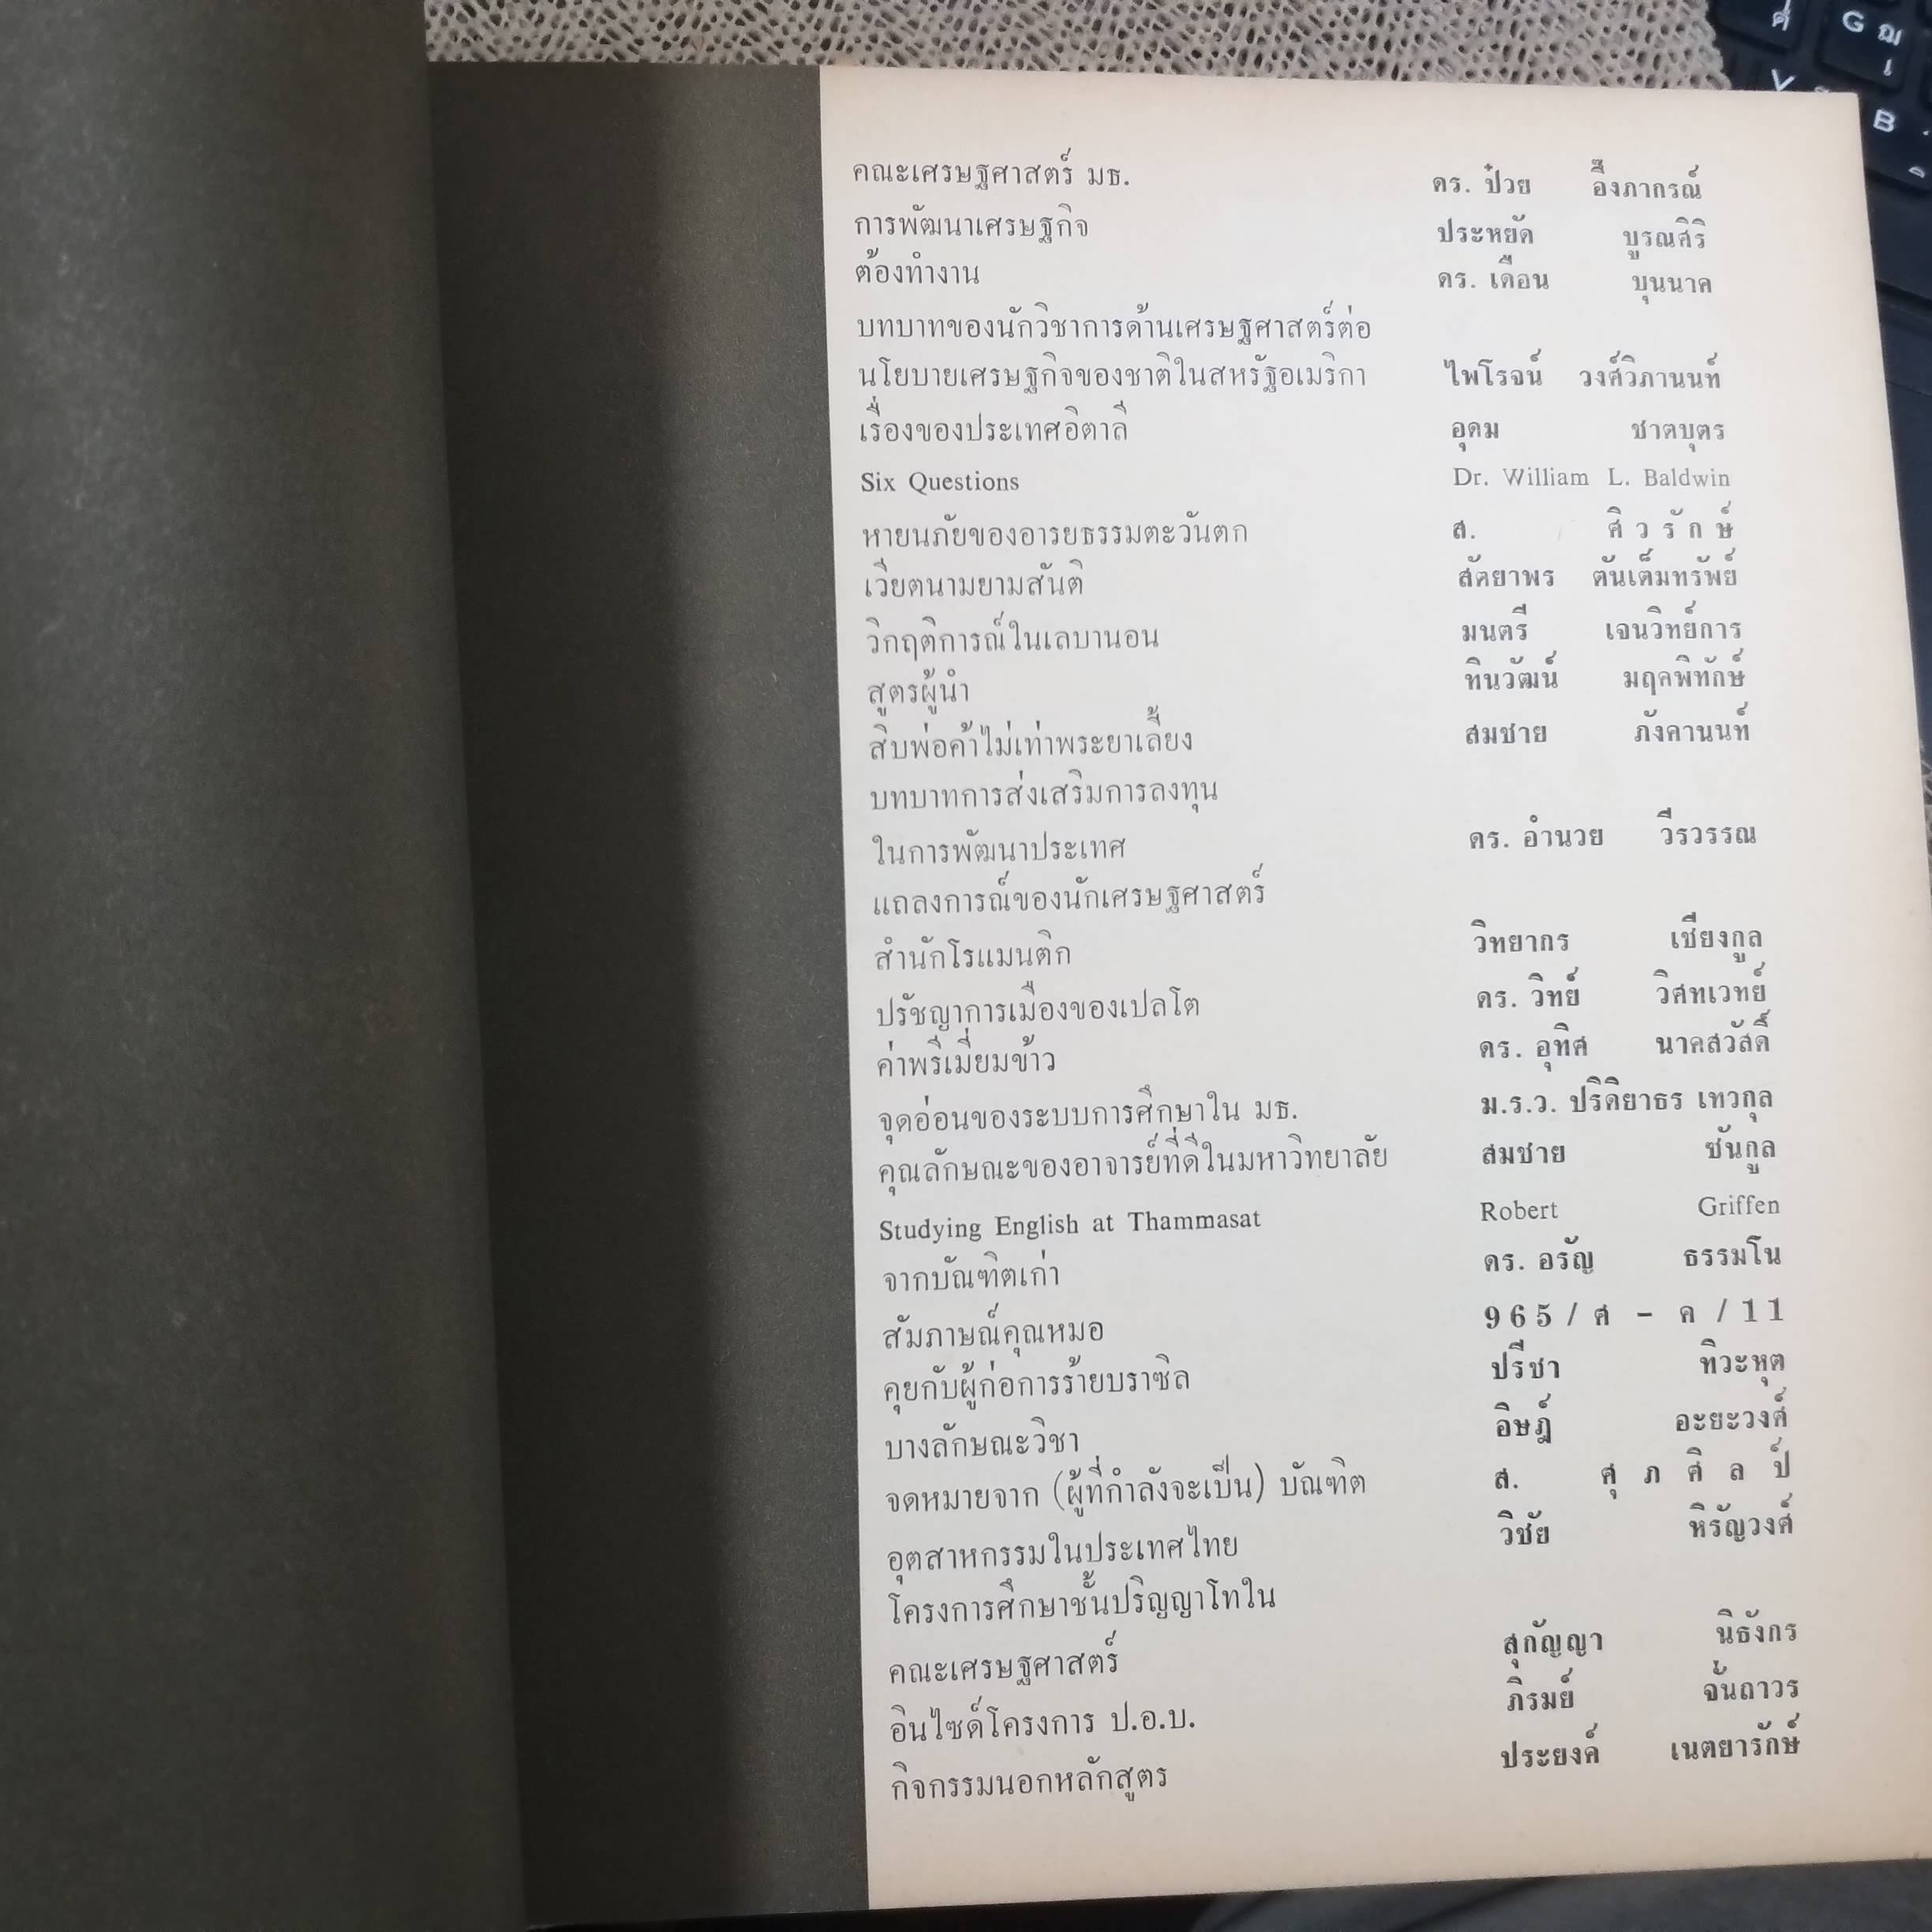 คณะเศรษฐศาสตร์ มธ. ดร. ป๋วย อึ๊งภากรณ์
การพัฒนาเศรษฐกิจ ประหยัด บูรณศิริ
ต้องทำงาน ดร. เดือน บุนนาค
บทบาทของนักวิชาการด้านเศรษฐศาสตร์ต่อ
นโยบายเศรษฐกิจของชาติในสหรัฐอเมริกา ไพโรจน์ วงศ์วิภานนท์
เรื่องของประเทศอิตาลี อุดม ชาตบุตร
Six Questions Dr. William L. Baldwin
หายนภัยของอารยธรรมตะวันตก ส. ศิวรักษ์
เวียตนามยามสันติ สัตยาพร ตันเต็มทรัพย์
วิกฤติการณ์ในเลบานอน มนตรี เจนวิทย์การ
สูตรผู้นำ ทินวัฒน์ มฤคพิทักษ์
สิบพ่อค้าไม่เท่าพระยาเลี้ยง สมชาย ภังคานนท์
บทบาทการส่งเสริมการลงทุน
ในการพัฒนาประเทศ ดร. อำนวย วีรวรรณ
แถลงการณ์ของนักเศรษฐศาสตร์
สำนักโรแมนติก วิทยากร เชียงกูล
ปรัชญาการเมืองของเปลโต ดร. วิทย์ วิศทเวทย์
ค่าพรีเมี่ยมข้าว ดร. อุทิศ นาคสวัสดิ์
จุดอ่อนของระบบการศึกษาใน มธ. ม.ร.ว. ปริดิยาธร เทวกุล
คุณลักษณะของอาจารย์ที่ดีในมหาวิทยาลัย สมชาย ชันกูล
Studying English at Thammasat Robert Griffen
จากบัณฑิตเก่า ดร. อรัญ ธรรมโน
สัมภาษณ์คุณหมอ 965/ศ - ค/11
คุยกับผู้ก่อการร้ายบราซิล ปรีชา ทิวะหุต
บางลักษณะวิชา อิษฎ์ อะยะวงศ์
จดหมายจาก (ผู้ที่กำลังจะเป็น) บัณฑิต ส. ศุภศิลป์
อุตสาหกรรมในประเทศไทย วิชัย หิรัญวงศ์
โครงการศึกษาชั้นปริญญาโทใน
คณะเศรษฐศาสตร์ สุกัญญา นิธังกร
อินไซด์โครงการ ป.อ.บ. ภิรมย์ จั่นถาวร
กิจกรรมนอกหลักสูตร ประยงค์ เนตยารักษ์
G ฌ
เ
V
B